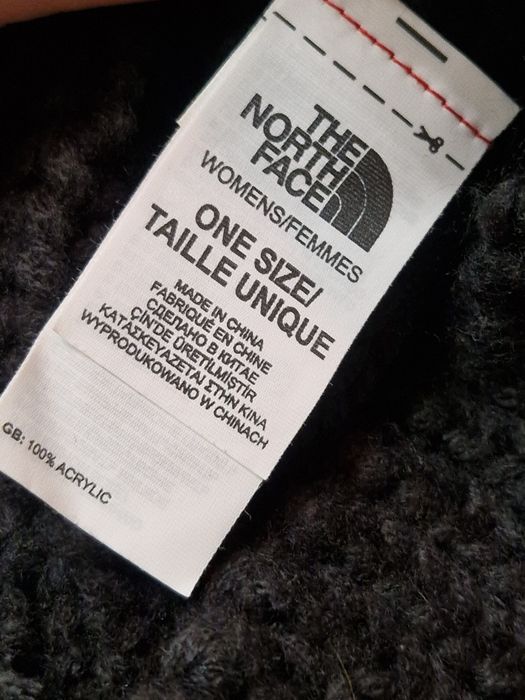 THE
NORTH
FACE
WOMENS/FEMMES
ONE SIZE/
TAILLE UNIQUE
MADE IN CHINA
FABRIQUÉ EN CHINE
СДЕЛАНО В КИТАЕ
ÇİN'DE ÜRETİLMİŞTİR
ΚΑΤΑΣΚΕΥΑΖΕΤΑΙ ΣΤΗΝ ΚΙΝΑ
WYPRODUKOWANO W CHINACH
GB: 100% ACRYLIC